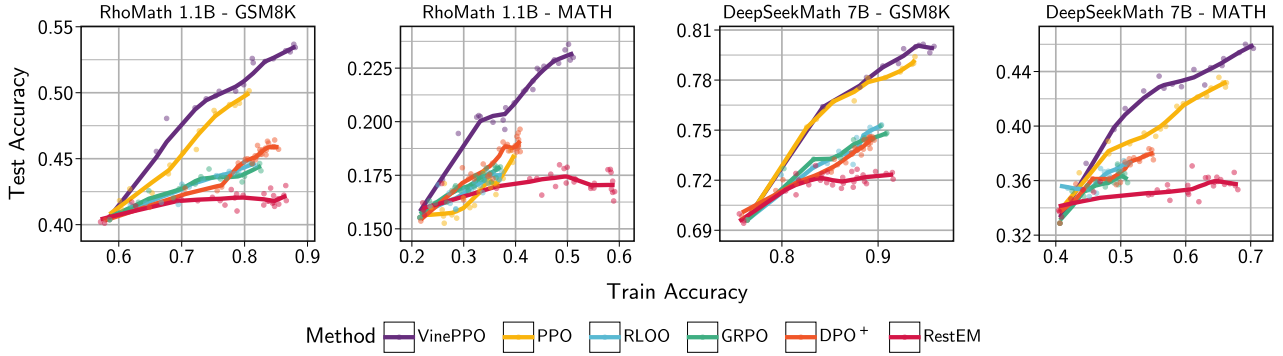 RhoMath 1.1B - GSM8K
RhoMath 1.1B - MATH
DeepSeekMath 7B - GSM8K
DeepSeekMath 7B - MATH
Test Accuracy
0.55
0.50
0.45
0.40
0.6 0.7 0.8 0.9
0.225
0.200
0.175
0.150
0.2 0.3 0.4 0.5 0.6
0.81
0.78
0.75
0.72
0.69
0.8 0.9
0.44
0.40
0.36
0.32
0.4 0.5 0.6 0.7
Train Accuracy
Method VinePPO PPO RLOO GRPO DPO⁺ RestEM